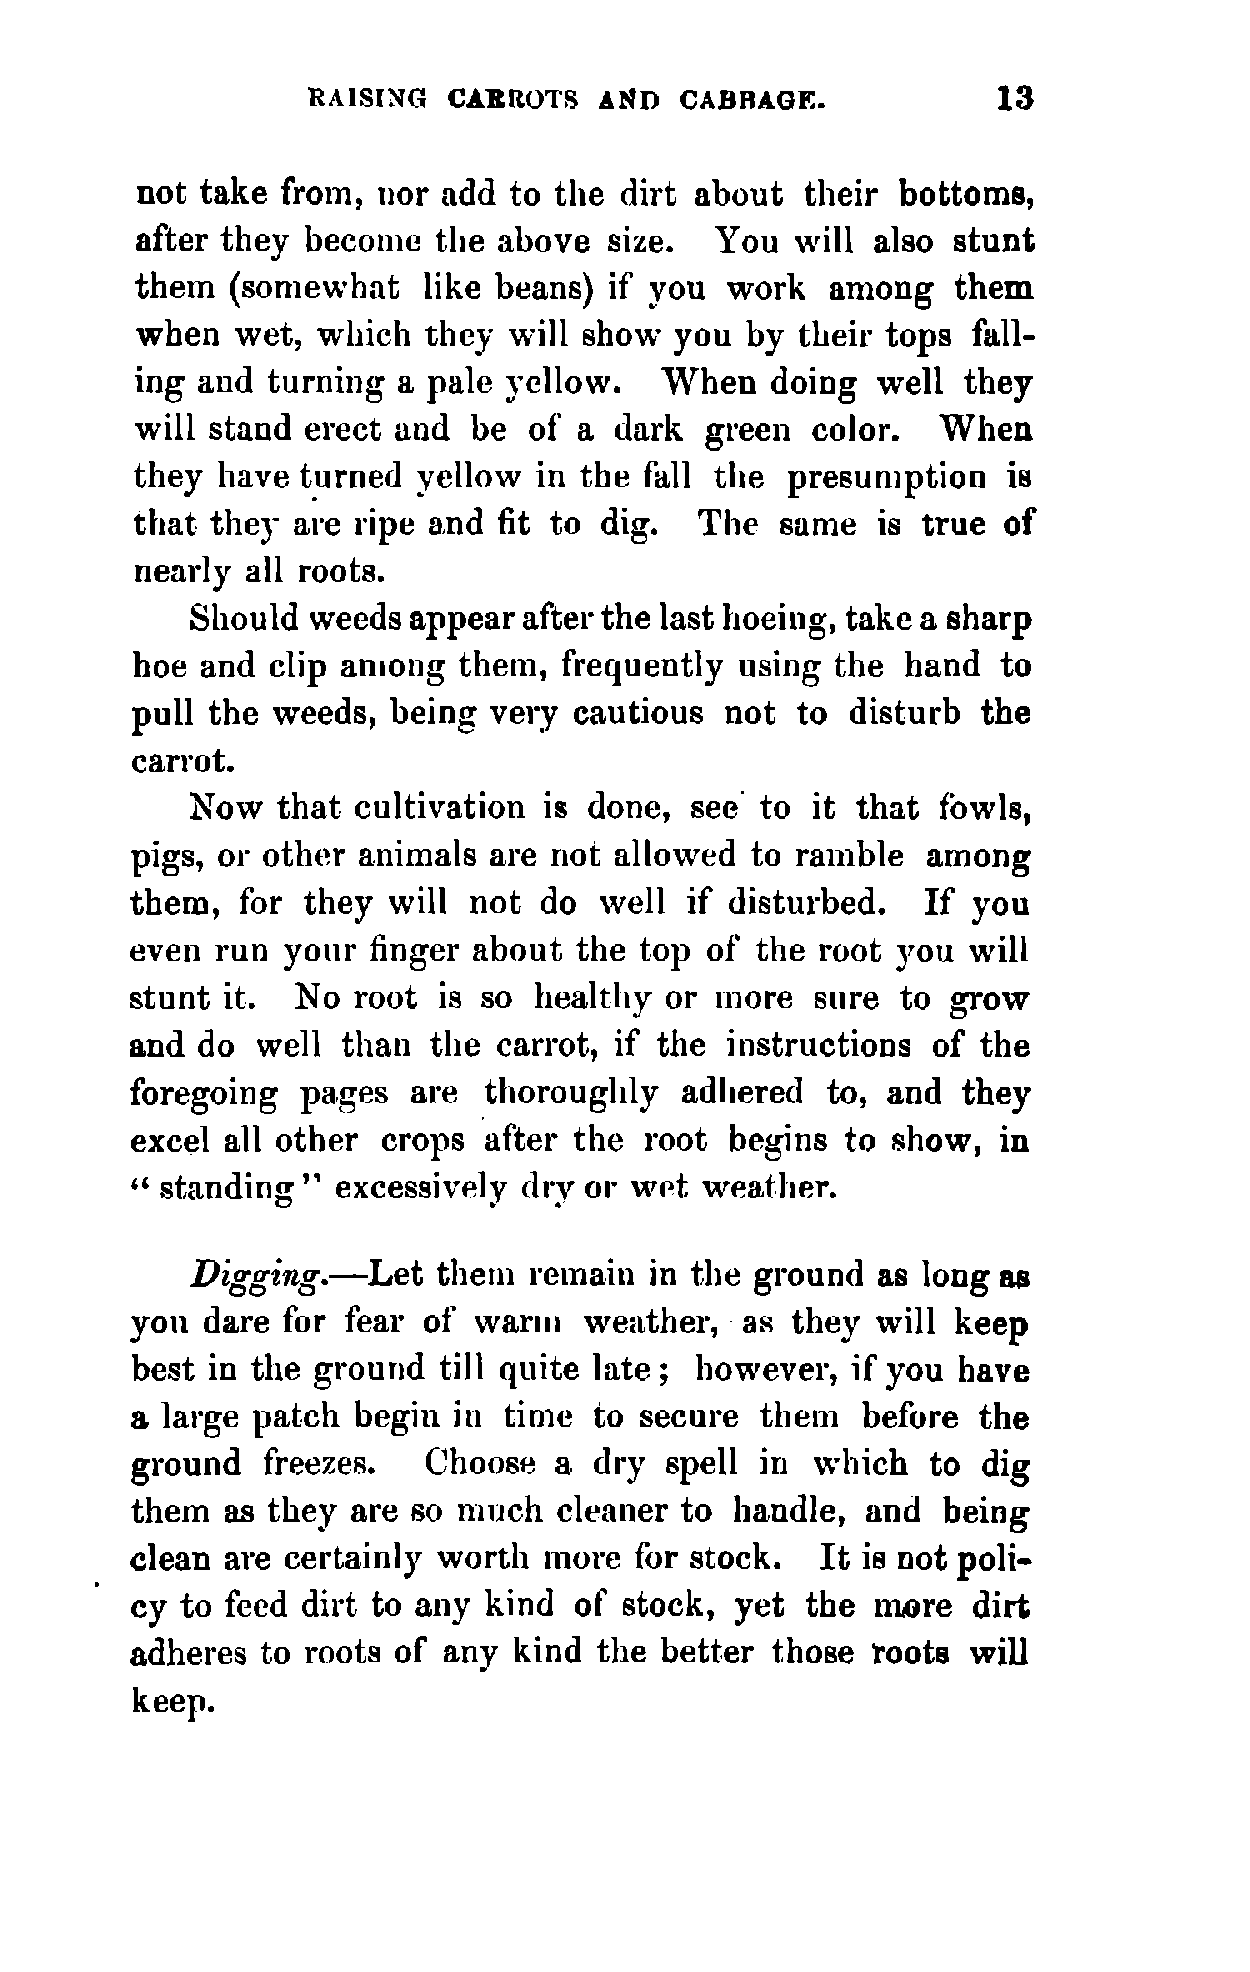 RAISING CARROTS AND CABBAGE. 13
not take from, nor add to the dirt about their bottoms,
after they become the above size. You will also stunt
them (somewhat like beans) if you work among them
when wet, which they will show you by their tops fall-
ing and turning a pale yellow. When doing well they
will stand erect and be of a dark green color. When
they have turned yellow in the fall the presumption is
that they are ripe and fit to dig. The same is true of
nearly all roots.
Should weeds appear after the last hoeing, take a sharp
hoe and clip among them, frequently using the hand to
pull the weeds, being very cautious not to disturb the
carrot.
Now that cultivation is done, see to it that fowls,
pigs, or other animals are not allowed to ramble among
them, for they will not do well if disturbed. If you
even run your finger about the top of the root you will
stunt it. No root is so healthy or more sure to grow
and do well than the carrot, if the instructions of the
foregoing pages are thoroughly adhered to, and they
excel all other crops after the root begins to show, in
“ standing ” excessively dry or wet weather.
Digging.—Let them remain in the ground as long as
you dare for fear of warm weather, as they will keep
best in the ground till quite late ; however, if you have
a large patch begin in time to secure them before the
ground freezes. Choose a dry spell in which to dig
them as they are so much cleaner to handle, and being
clean are certainly worth more for stock. It is not poli-
cy to feed dirt to any kind of stock, yet the more dirt
adheres to roots of any kind the better those roots will
keep.